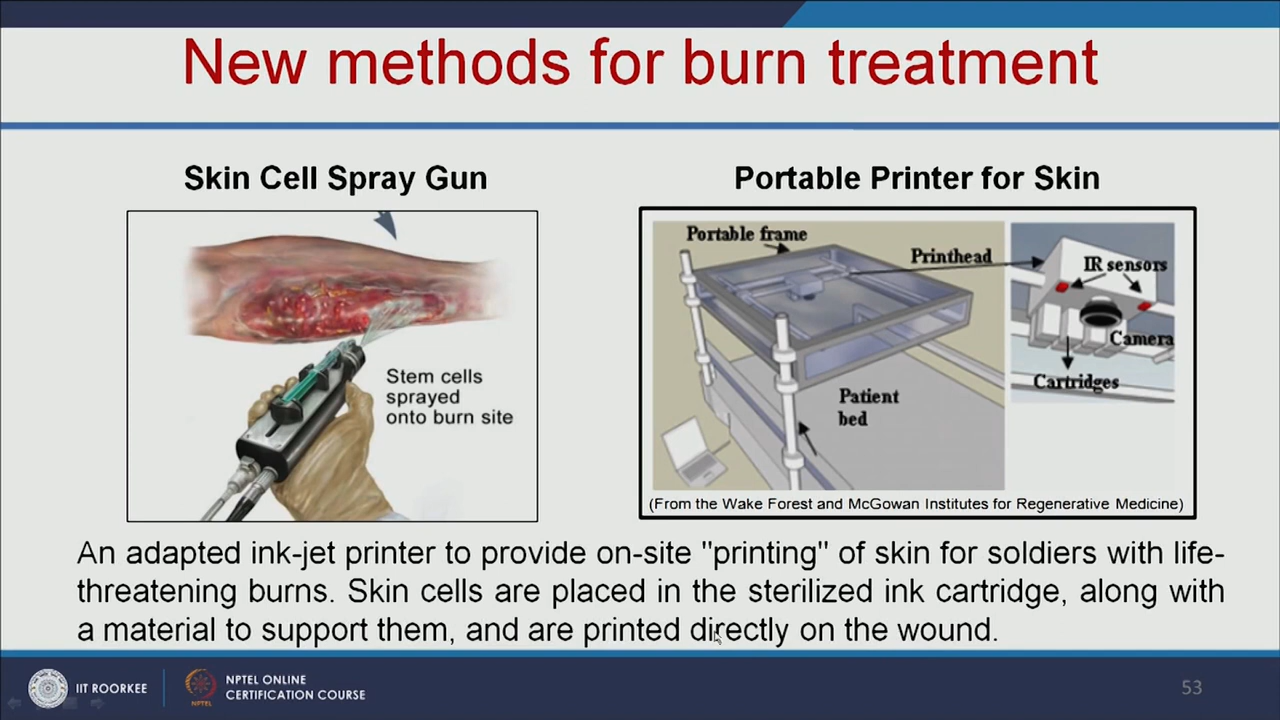 New methods for burn treatment
Skin Cell Spray Gun
Stem cells
sprayed
onto burn site
Portable Printer for Skin
Portable frame
Printhead
IR sensors
Camera
Cartridges
Patient
bed
(From the Wake Forest and McGowan Institutes for Regenerative Medicine)
An adapted ink-jet printer to provide on-site "printing" of skin for soldiers with life-
threatening burns. Skin cells are placed in the sterilized ink cartridge, along with
a material to support them, and are printed directly on the wound.
IIT ROORKEE
NPTEL
NPTEL ONLINE
CERTIFICATION COURSE
53